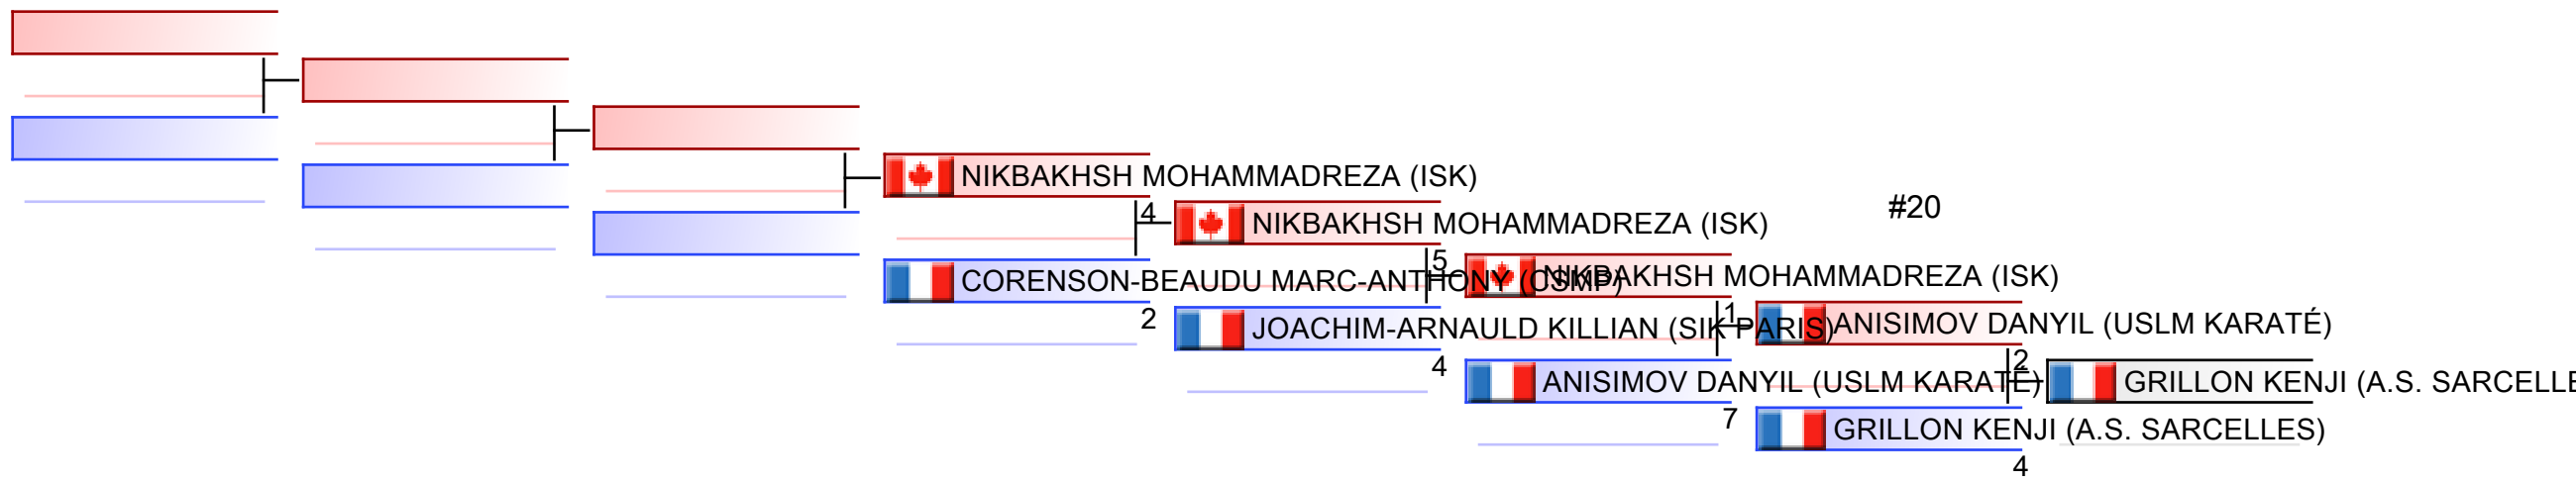 NIKBAKHSH MOHAMMADREZA (ISK)
#20
4
NIKBAKHSH MOHAMMADREZA (ISK)
5
NIKBAKHSH MOHAMMADREZA (ISK)
CORENSON-BEAUDU MARC-ANTHONY (CSMP)
2
JOACHIM-ARNAULD KILLIAN (SIK PARIS)
1
ANISIMOV DANYIL (USLM KARATÉ)
4
ANISIMOV DANYIL (USLM KARATÉ)
2
GRILLON KENJI (A.S. SARCELLE
7
GRILLON KENJI (A.S. SARCELLES)
4